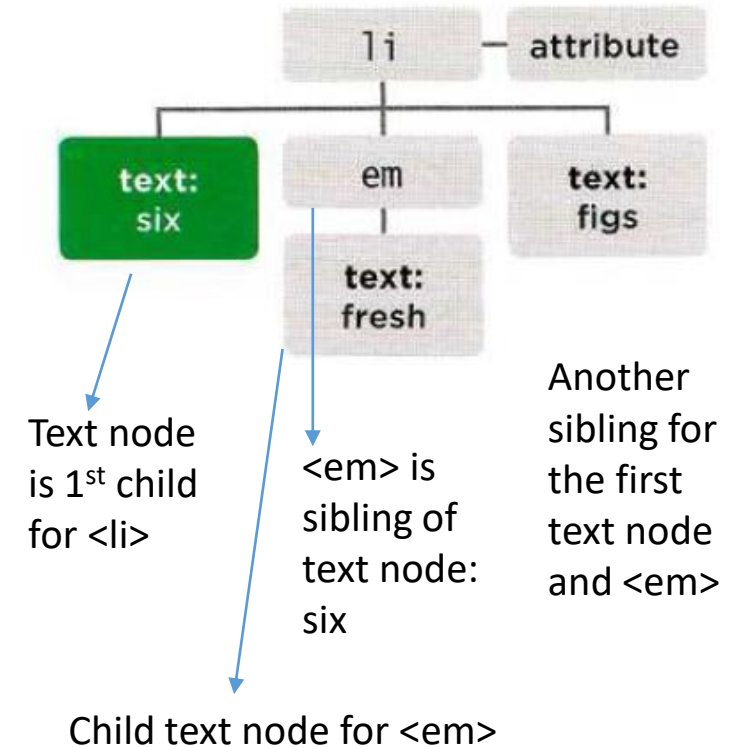 li
attribute
text:
six
em
text:
figs
text:
fresh
Text node
is 1st child
for <li>
<em> is
sibling of
text node:
six
Another
sibling for
the first
text node
and <em>
Child text node for <em>